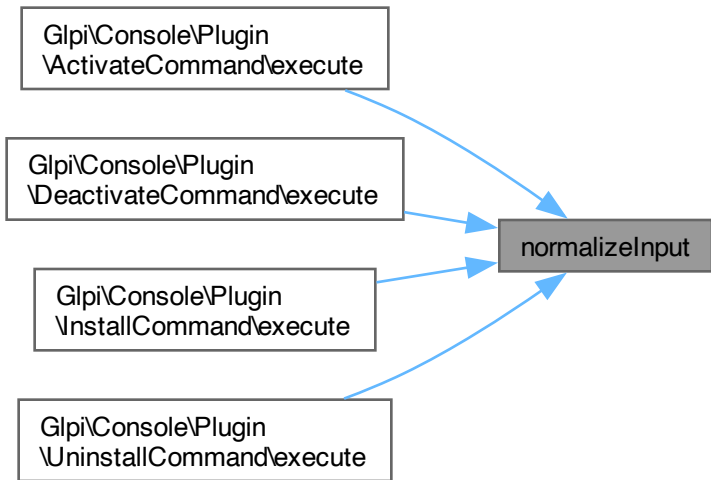 Glpi\Console\Plugin
\ActivateCommand\execute
Glpi\Console\Plugin
\DeactivateCommand\execute
normalizeInput
Glpi\Console\Plugin
\InstallCommand\execute
Glpi\Console\Plugin
\UninstallCommand\execute